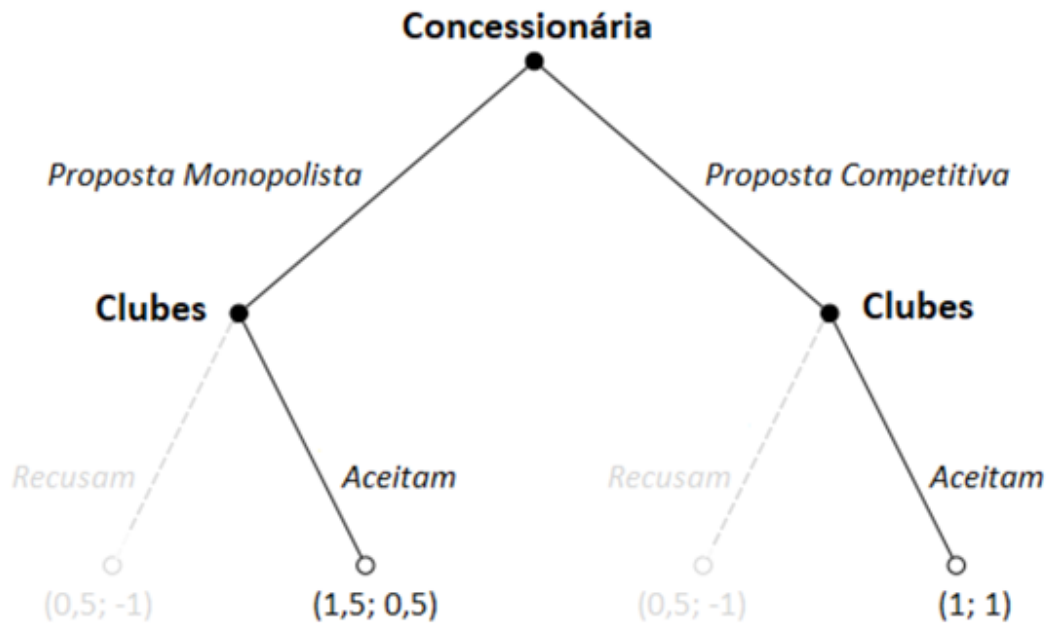 Concessionária
Proposta Monopolista
Proposta Competitiva
Clubes
Clubes
Recusam
Aceitam
Recusam
Aceitam
(0,5; -1)
(1,5; 0,5)
(0,5; -1)
(1; 1)